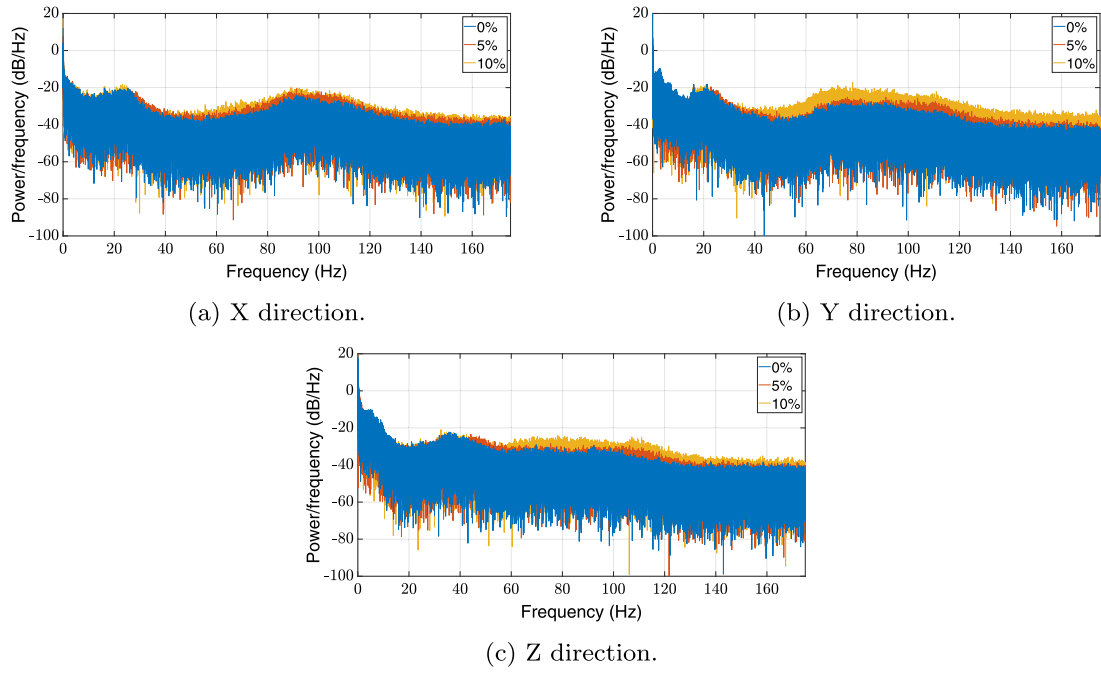 20
0
-20
-40
-60
-80
-100
Power/frequency (dB/Hz)
0 20 40 60 80 100 120 140 160
Frequency (Hz)
0%
5%
10%
(a) X direction.
20
0
-20
-40
-60
-80
-100
Power/frequency (dB/Hz)
0 20 40 60 80 100 120 140 160
Frequency (Hz)
0%
5%
10%
(b) Y direction.
20
0
-20
-40
-60
-80
-100
Power/frequency (dB/Hz)
0 20 40 60 80 100 120 140 160
Frequency (Hz)
0%
5%
10%
(c) Z direction.